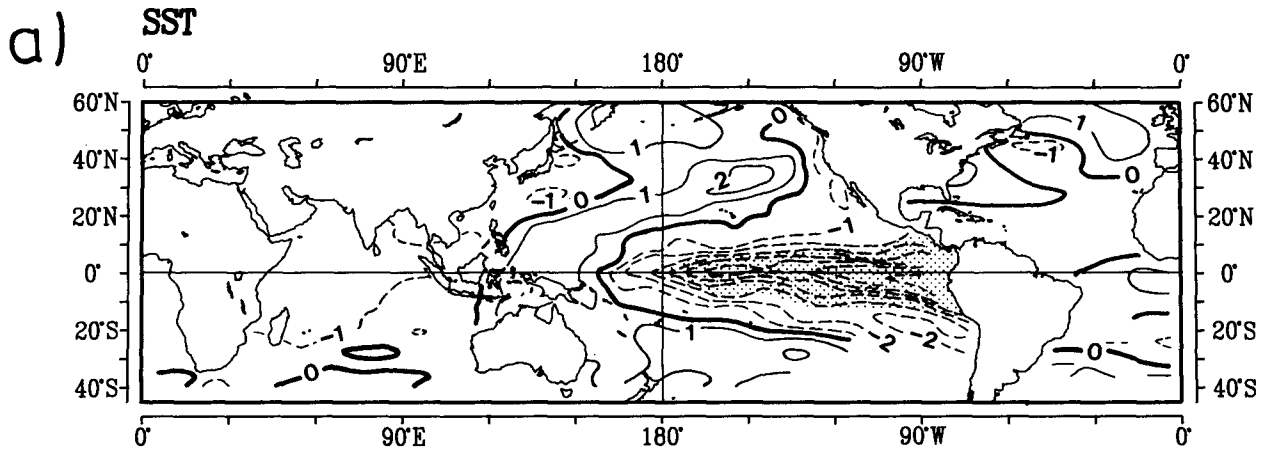 a)
SST
0° 90°E 180° 90°W 0°
60°N 1 0 1 60°N
40°N 2 -1 0 40°N
-1 0 1
20°N -1 20°N
0° 0°
20°S -1 1 -2 -2 20°S
0 0
40°S 40°S
0° 90°E 180° 90°W 0°